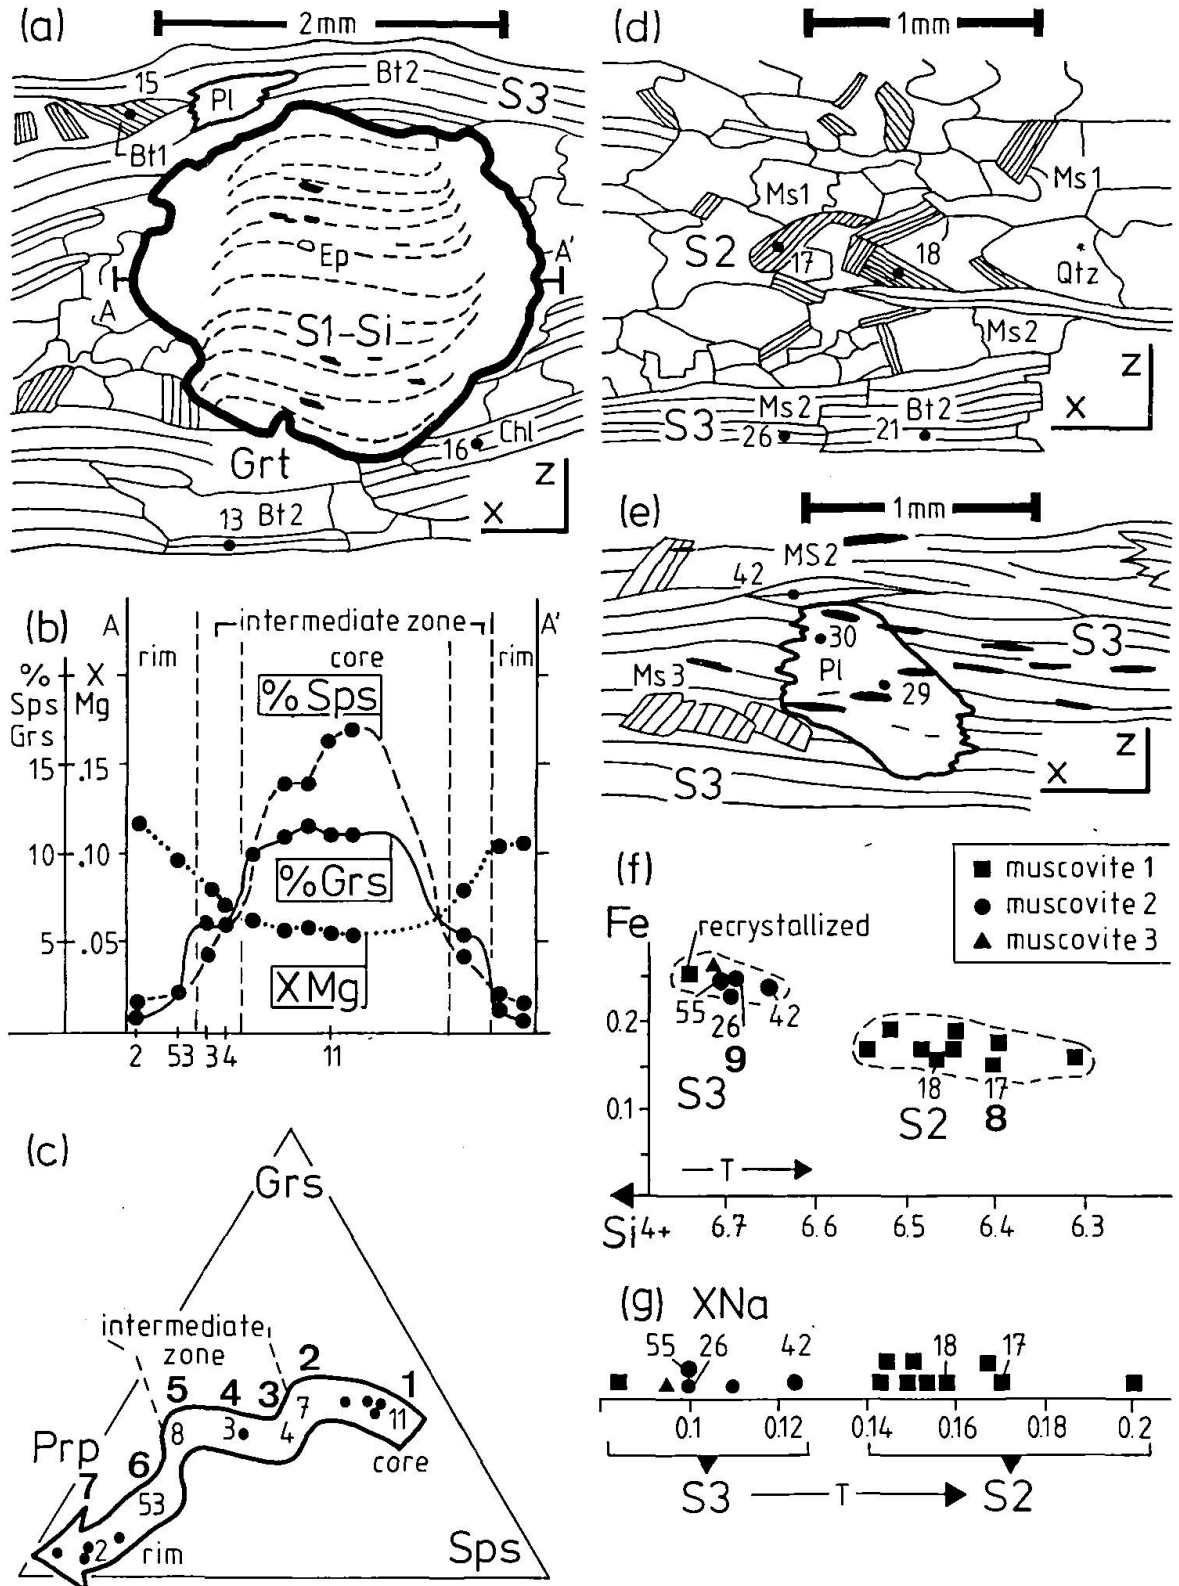 (a)
2mm
15
Bt2
S3
Pl
Bt1
Ep
A'
A
S1-Si
Chl
16
Grt
Z
X
13 Bt2
(d)
1mm
Ms1
Ms1
S2
17
18
Qtz
Ms2
Z
X
Ms2
Bt2
S3
26
21
(e)
1mm
MS2
42
S3
30
Pl
Ms3
29
Z
X
S3
(b)
A
intermediate zone
A'
rim
core
rim
% X
Sps Mg
Grs
% Sps
15 .15
10 .10
%Grs
5 .05
XMg
2 53 3 4 11
(c)
Grs
intermediate
zone
1
2
3
4
5
6
7
3
4
7
8
11
core
Prp
53
2
rim
Sps
(f)
■ muscovite 1
● muscovite 2
▲ muscovite 3
Fe
recrystallized
55
26
42
9
0.2
S3
18
17
S2
8
0.1
T
Si4+
6.7 6.6 6.5 6.4 6.3
(g) XNa
55 26 42 18 17
0.1 0.12 0.14 0.16 0.18 0.2
S3 T S2